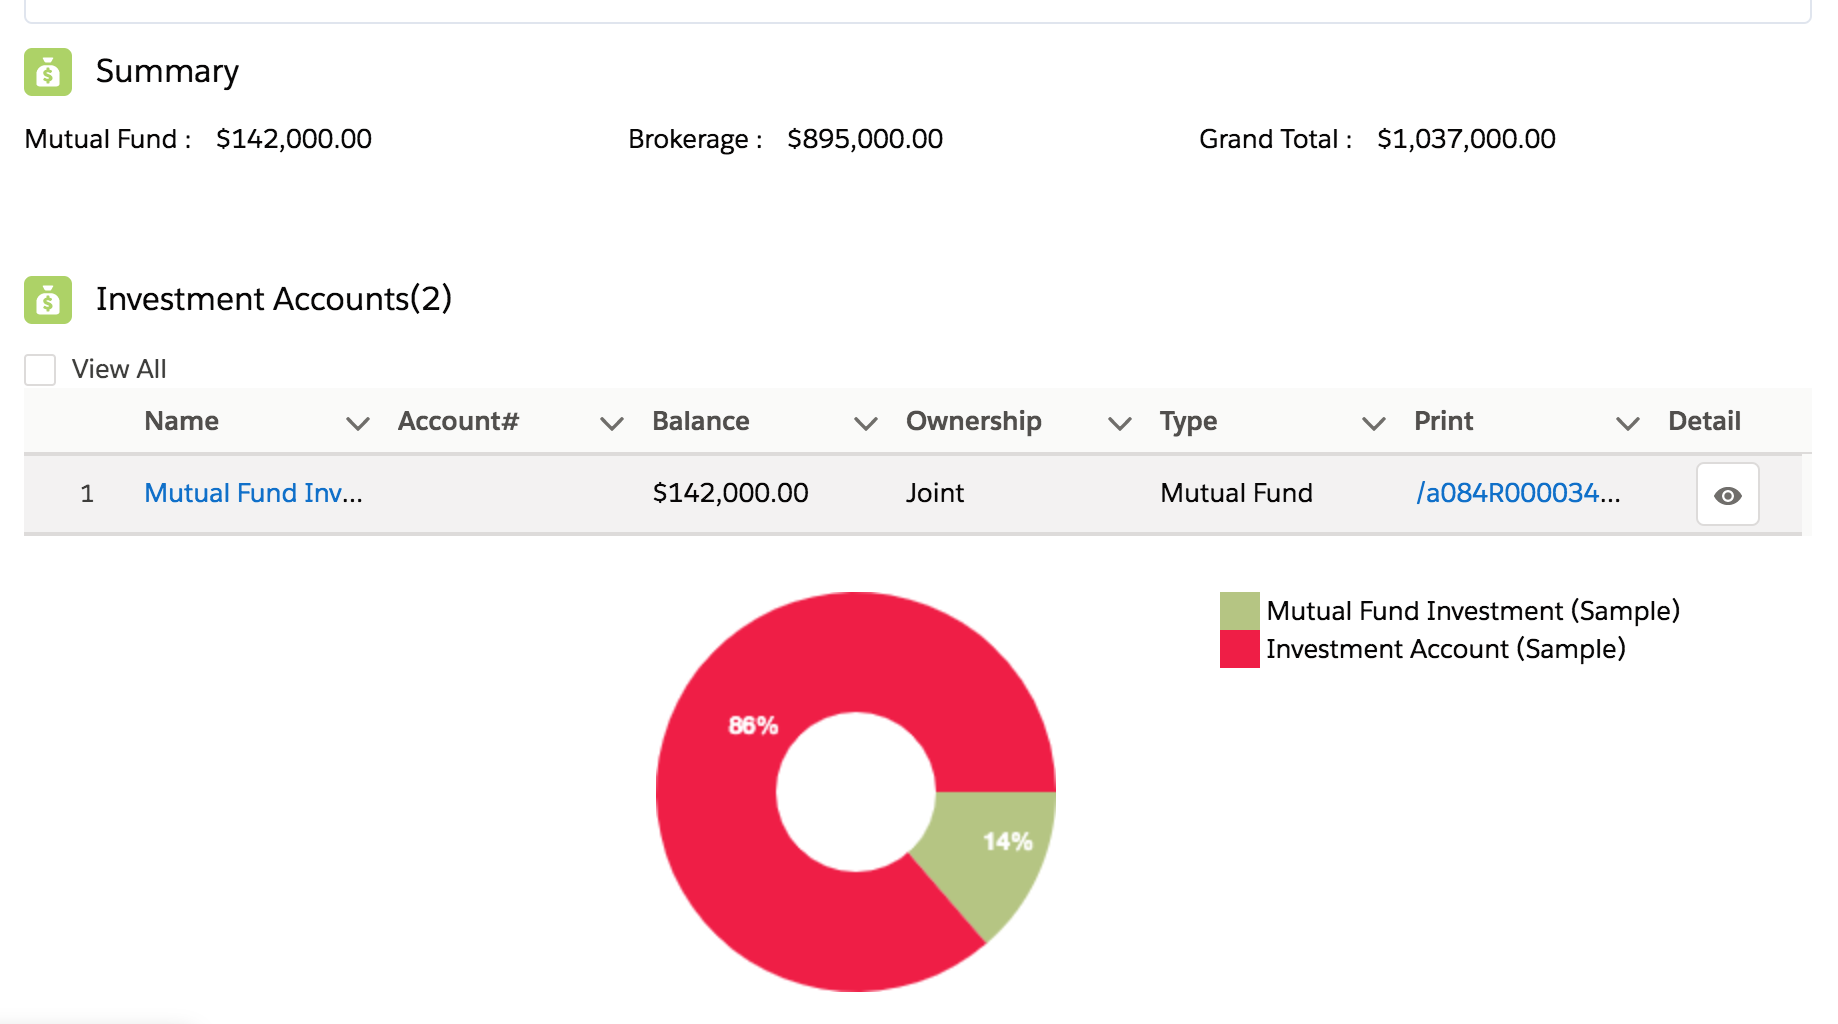 Summary
Mutual Fund : $142,000.00 Brokerage : $895,000.00 Grand Total : $1,037,000.00
Investment Accounts(2)
View All
Name Account# Balance Ownership Type Print Detail
1 Mutual Fund Inv... $142,000.00 Joint Mutual Fund /a084R000034...
Mutual Fund Investment (Sample)
Investment Account (Sample)
86%
14%